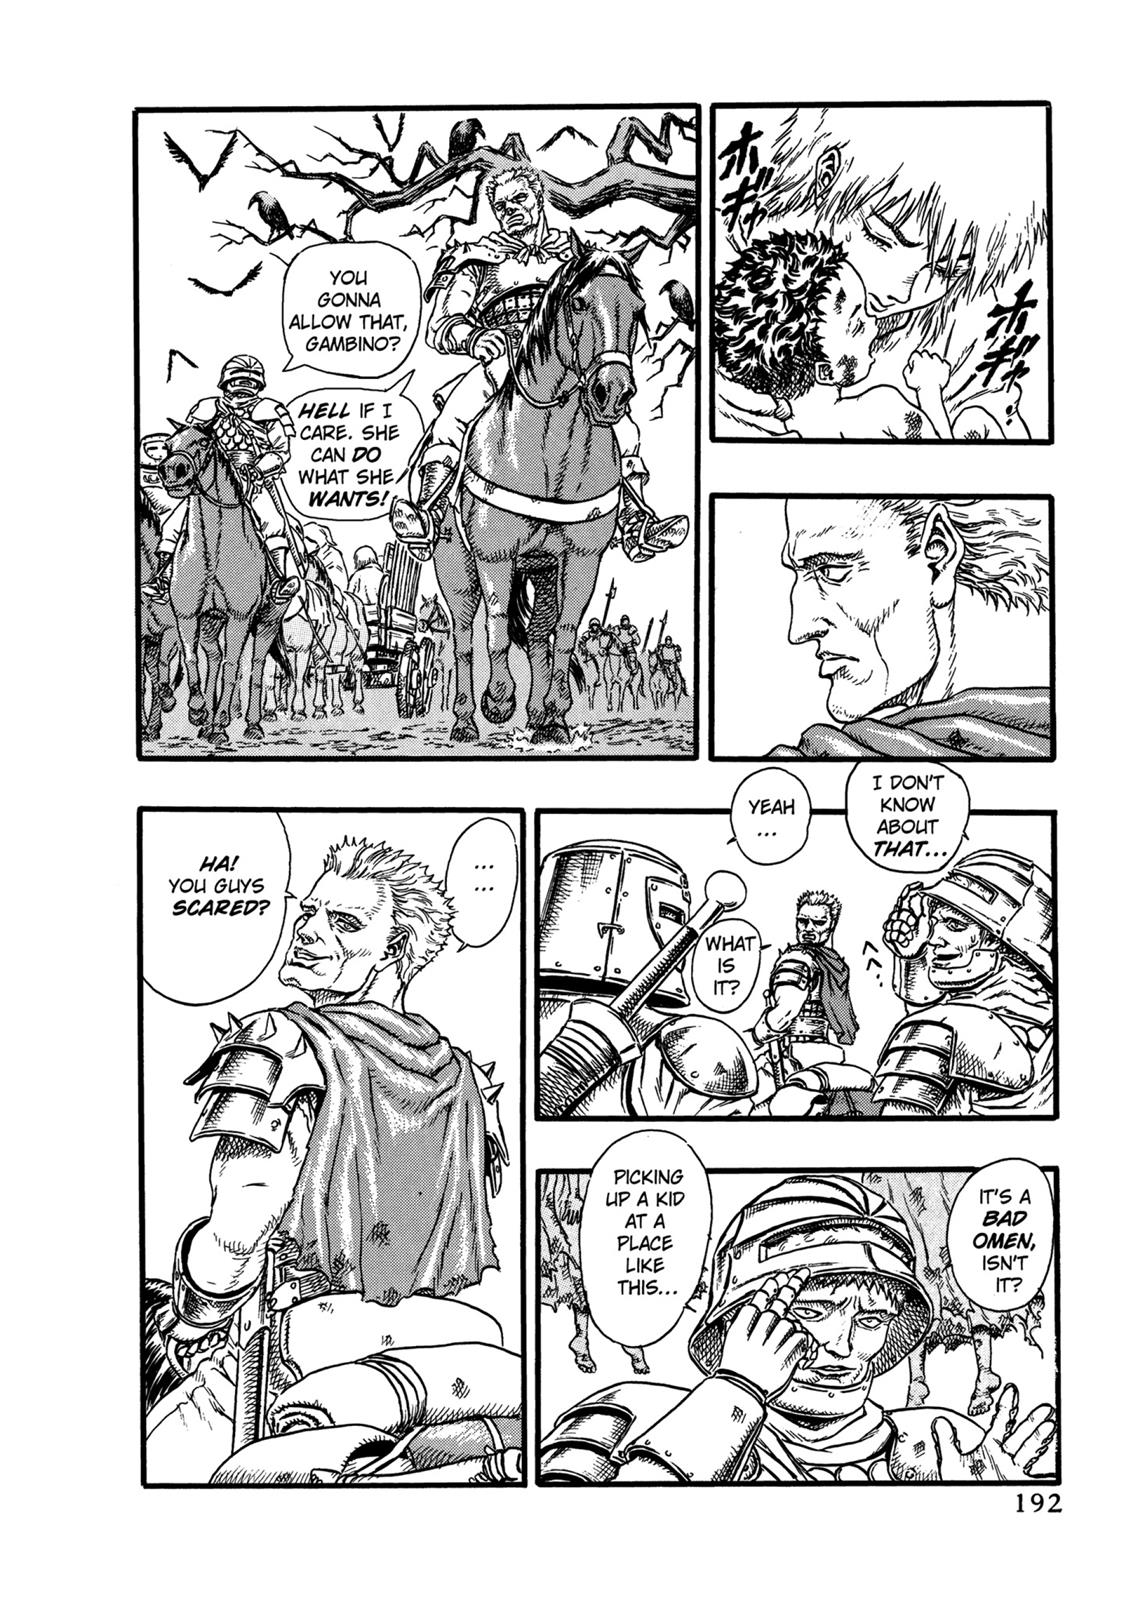 ホギャ
ホギャ…
YOU
GONNA
ALLOW THAT,
GAMBINO?
HELL IF I
CARE. SHE
CAN DO
WHAT SHE
WANTS!
I DON'T
KNOW
ABOUT
THAT...
YEAH
...
WHAT
IS
IT?
IT'S A
BAD
OMEN,
ISN'T
IT?
PICKING
UP A KID
AT A
PLACE
LIKE
THIS...
...
...
HA!
YOU GUYS
SCARED?
192